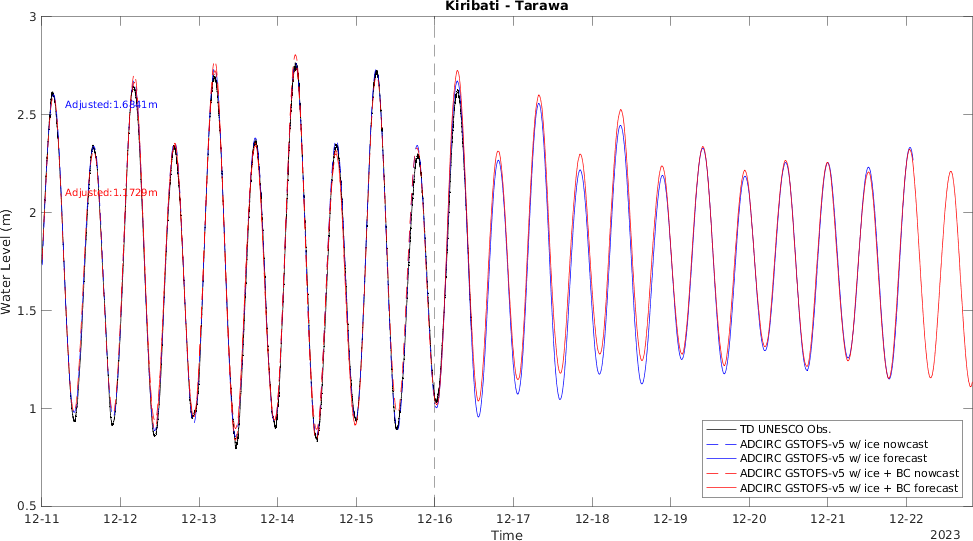 Kiribati - Tarawa
3
2.5
2
1.5
1
0.5
Water Level (m)
Adjusted:1.6841m
Adjusted:1.1729m
TD UNESCO Obs.
ADCIRC GSTOFS-v5 w/ ice nowcast
ADCIRC GSTOFS-v5 w/ ice forecast
ADCIRC GSTOFS-v5 w/ ice + BC nowcast
ADCIRC GSTOFS-v5 w/ ice + BC forecast
12-11 12-12 12-13 12-14 12-15 12-16 12-17 12-18 12-19 12-20 12-21 12-22
Time
2023